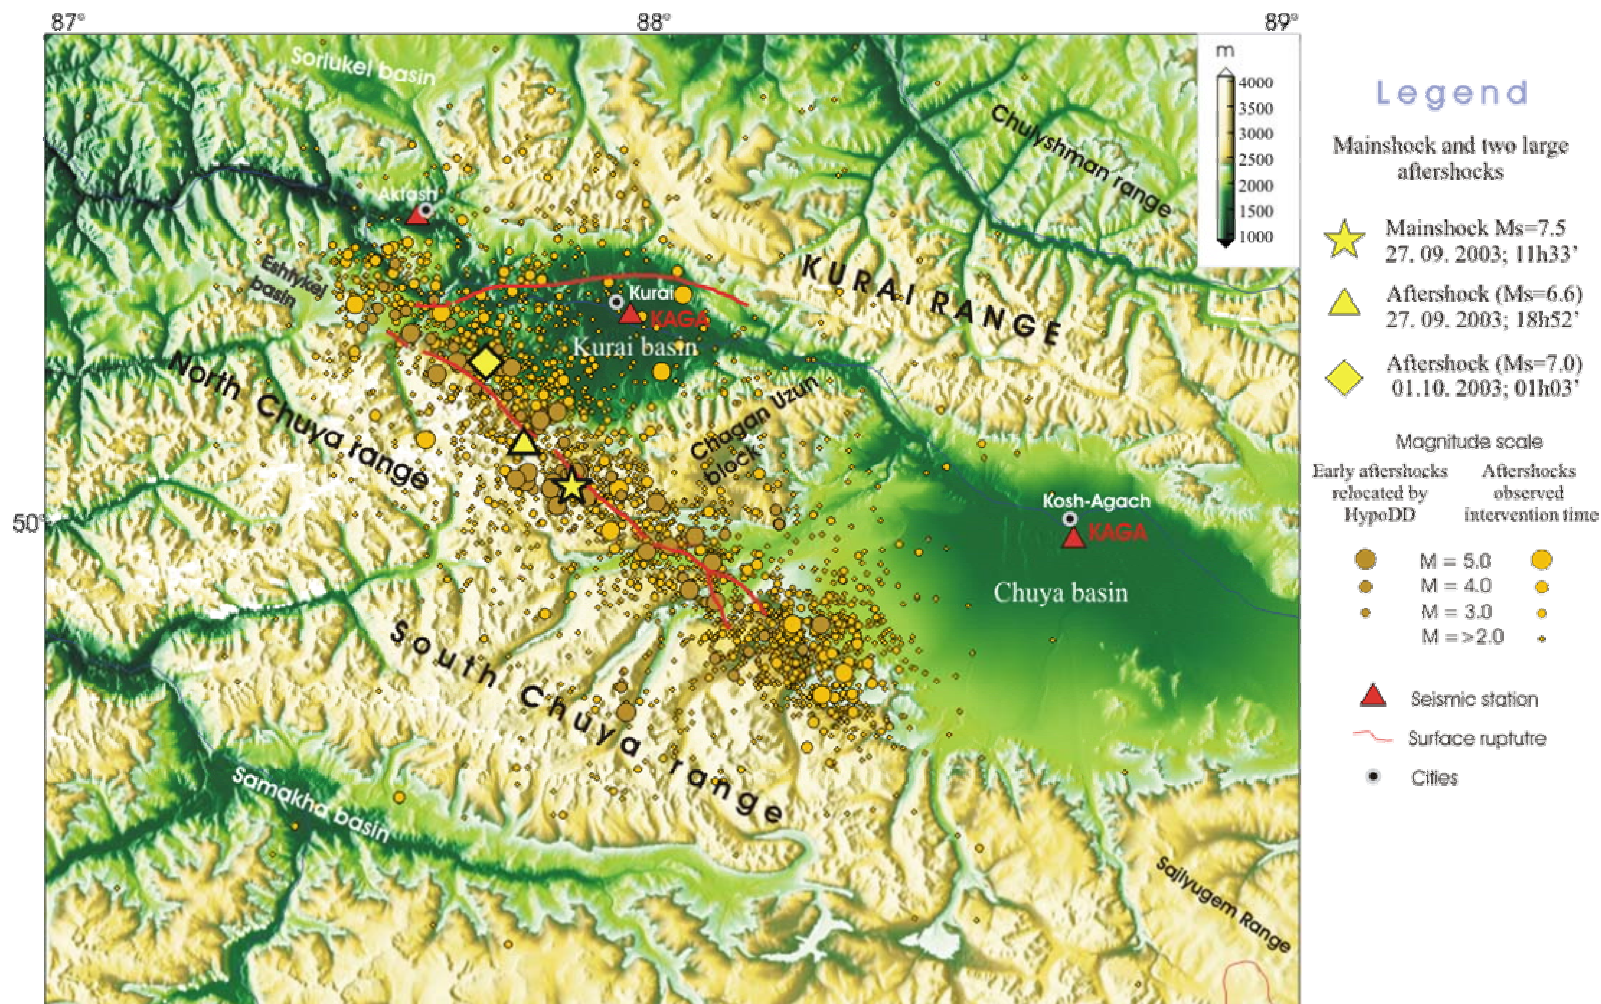 87°
88°
89°
50°
Soriukel basin
Aktash
Eshtykel
basin
North Chuya range
Kurai
KAGA
Kurai basin
Chagan Uzun
block
KURAI RANGE
Chulyshman range
Kosh-Agach
KAGA
Chuya basin
South Chuya range
Samakha basin
Sajlyugem Range
m
4000
3500
3000
2500
2000
1500
1000
Legend
Mainshock and two large
aftershocks
Mainshock Ms=7.5
27. 09. 2003; 11h33'
Aftershock (Ms=6.6)
27. 09. 2003; 18h52'
Aftershock (Ms=7.0)
01.10. 2003; 01h03'
Magnitude scale
Early aftershocks
relocated by
HypoDD
Aftershocks
observed
intervention time
M = 5.0
M = 4.0
M = 3.0
M =>2.0
Seismic station
Surface ruptutre
Cities